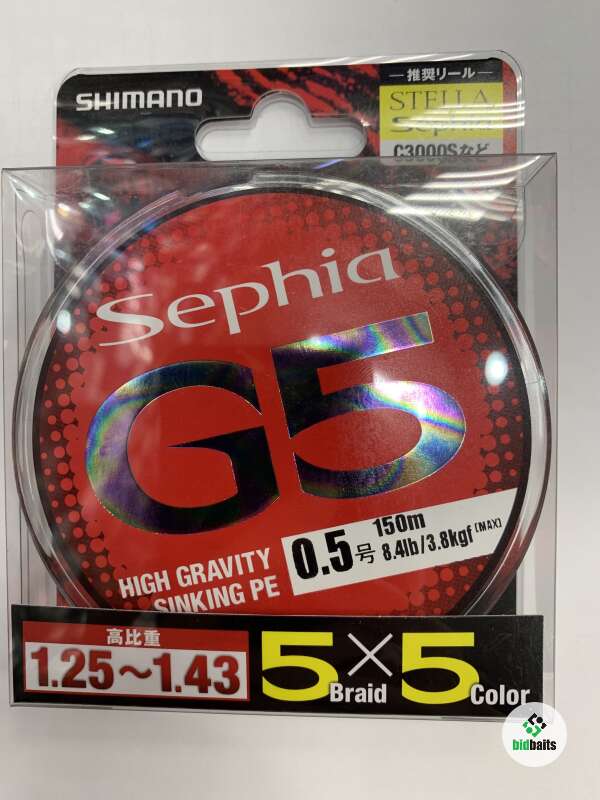 SHIMANO
推奨リール
STELLA
Sephia
C3000Sなど
Sephia
G5
HIGH GRAVITY
SINKING PE
0.5号
150m
8.4lb/3.8kgf [MAX]
高比重
1.25～1.43
5 Braid × 5 Color
bidbaits